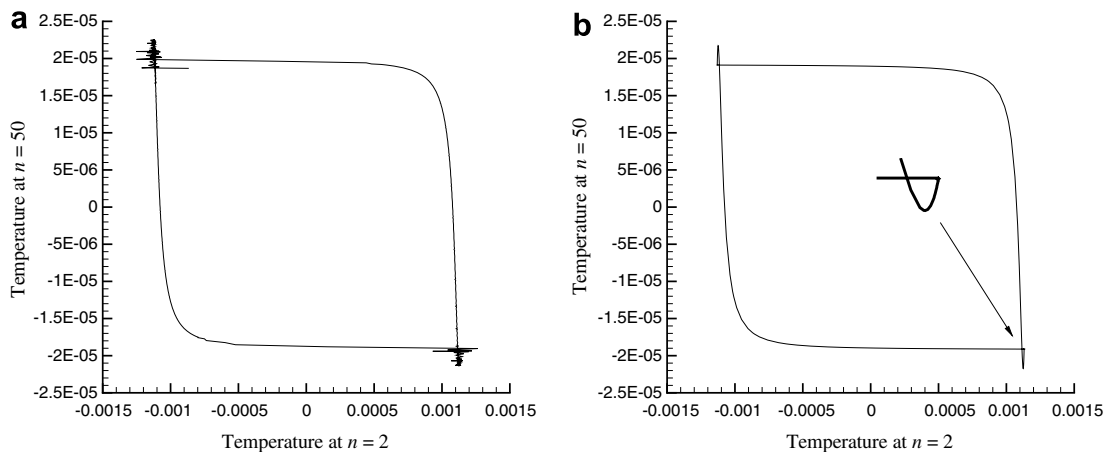 a
2.5E-05
2E-05
1.5E-05
1E-05
5E-06
0
-5E-06
-1E-05
-1.5E-05
-2E-05
-2.5E-05
-0.0015 -0.001 -0.0005 0 0.0005 0.001 0.0015
Temperature at n = 2
Temperature at n = 50
b
2.5E-05
2E-05
1.5E-05
1E-05
5E-06
0
-5E-06
-1E-05
-1.5E-05
-2E-05
-2.5E-05
-0.0015 -0.001 -0.0005 0 0.0005 0.001 0.0015
Temperature at n = 2
Temperature at n = 50